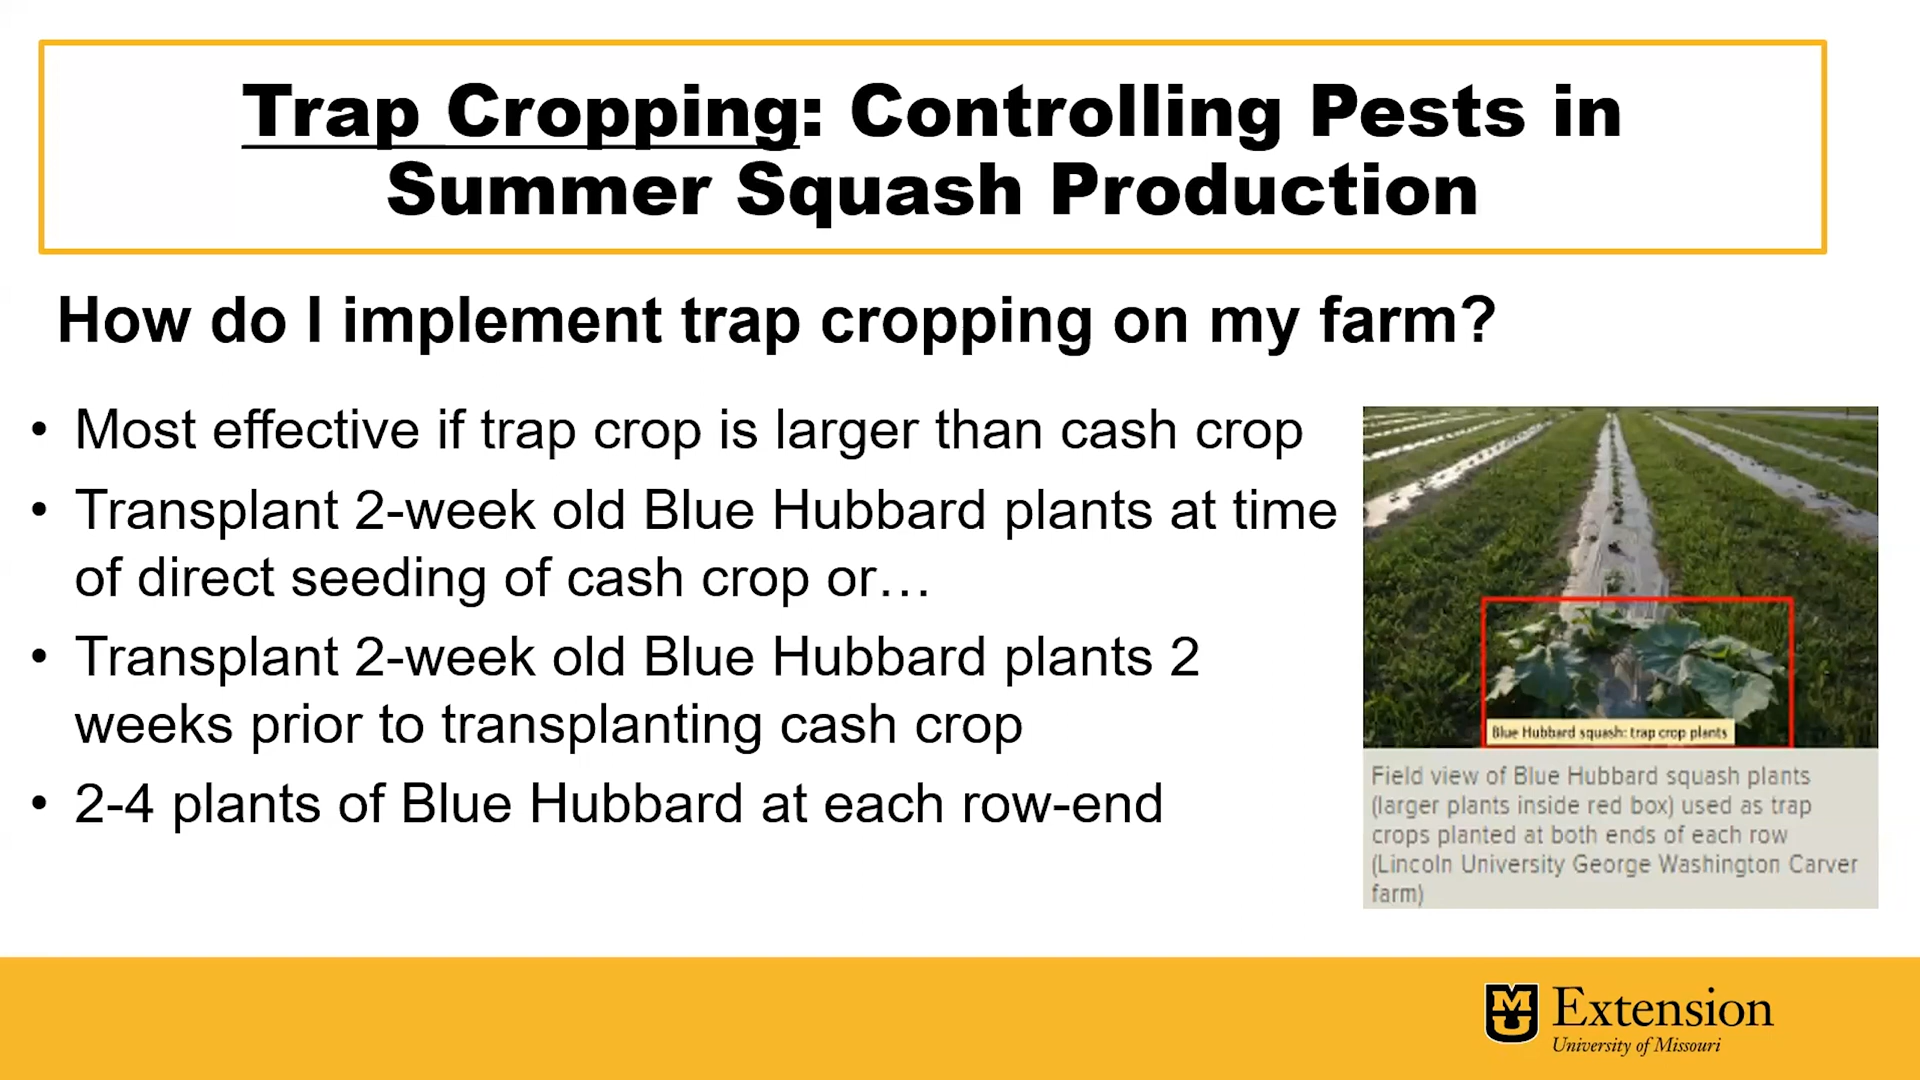 Trap Cropping: Controlling Pests in
Summer Squash Production
How do I implement trap cropping on my farm?
• Most effective if trap crop is larger than cash crop
• Transplant 2-week old Blue Hubbard plants at time
of direct seeding of cash crop or…
• Transplant 2-week old Blue Hubbard plants 2
weeks prior to transplanting cash crop
• 2-4 plants of Blue Hubbard at each row-end
Blue Hubbard squash: trap crop plants
Field view of Blue Hubbard squash plants
(larger plants inside red box) used as trap
crops planted at both ends of each row
(Lincoln University George Washington Carver
farm)
MU
Extension
University of Missouri